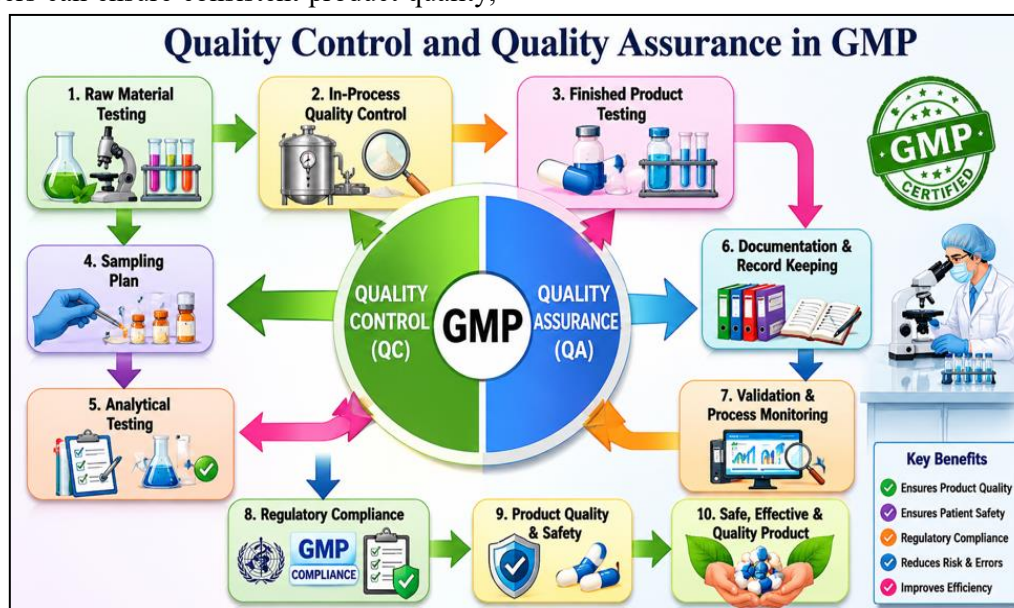 can ensure consistent product quality,
Quality Control and Quality Assurance in GMP
1. Raw Material
Testing
2. In-Process
Quality Control
3. Finished Product
Testing
GMP
CERTIFIED
4. Sampling
Plan
QUALITY
CONTROL
(QC)
GMP
QUALITY
ASSURANCE
(QA)
6. Documentation &
Record Keeping
5. Analytical
Testing
7. Validation &
Process Monitoring
8. Regulatory Compliance
GMP
COMPLIANCE
9. Product Quality
& Safety
10. Safe, Effective &
Quality Product
Key Benefits
Ensures Product Quality
Ensures Patient Safety
Regulatory Compliance
Reduces Risk & Errors
Improves Efficiency